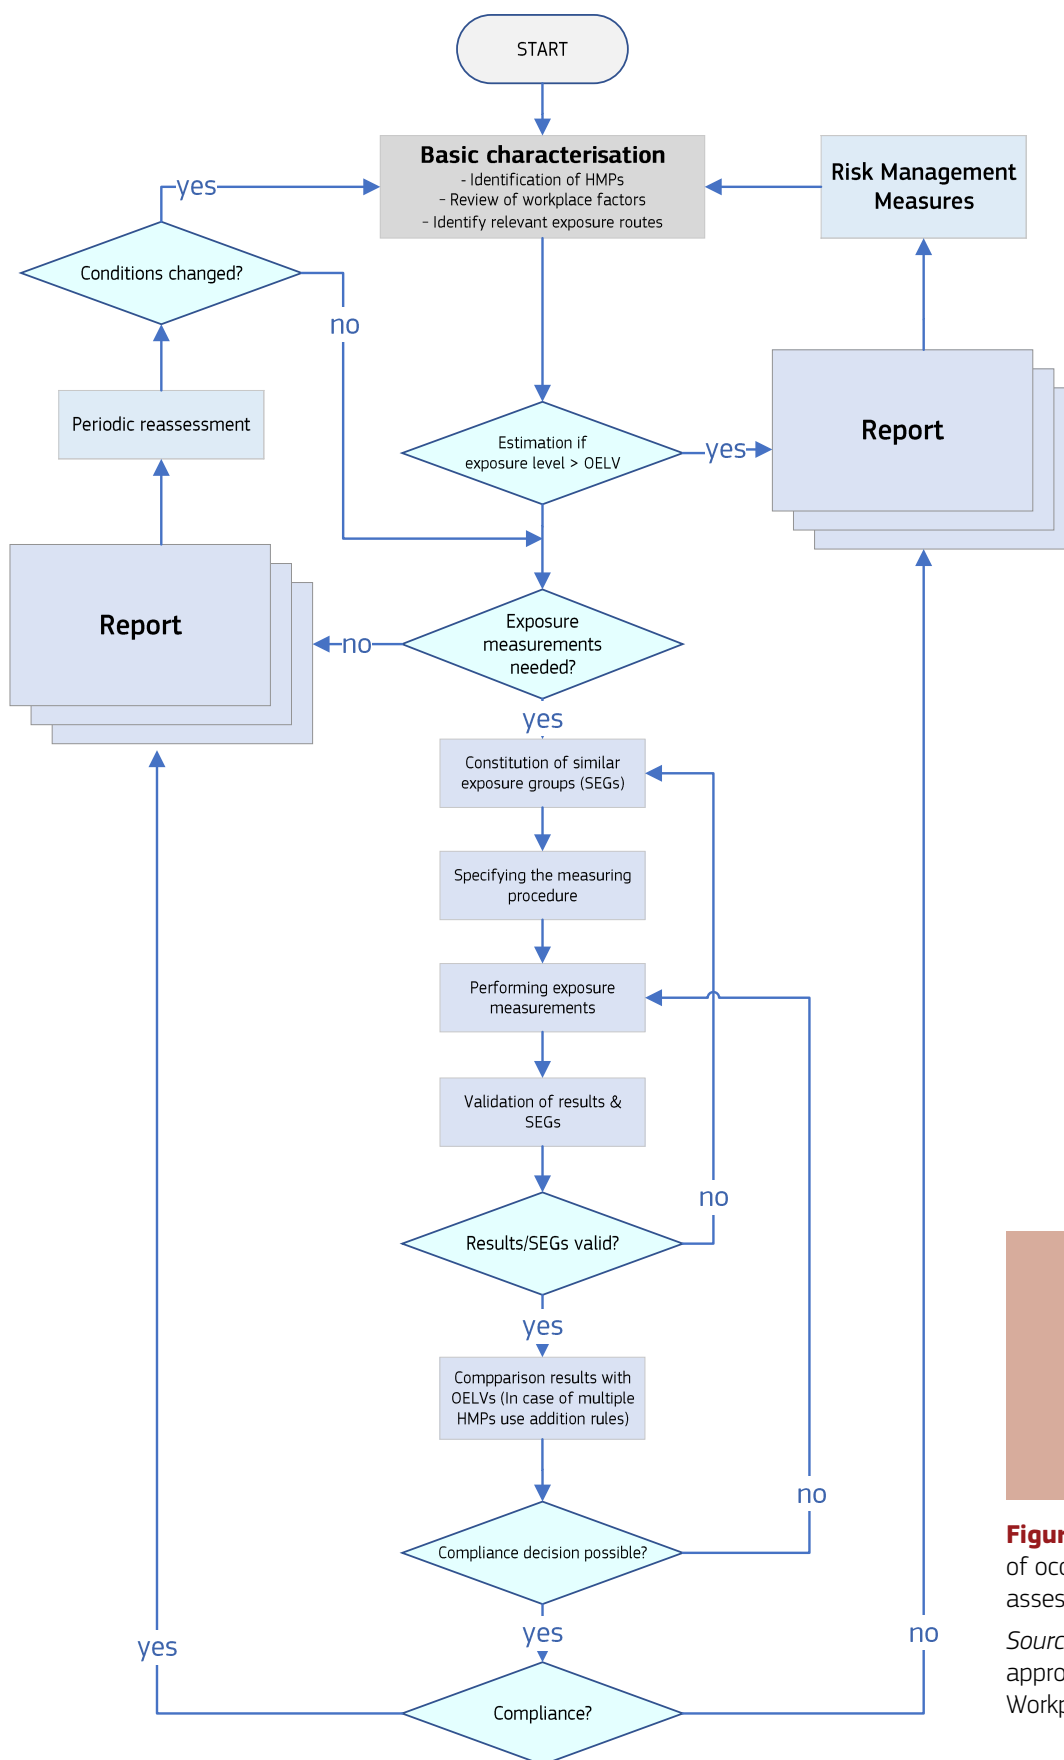 START
Basic characterisation
- Identification of HMPs
- Review of workplace factors
- Identify relevant exposure routes
Risk Management
Measures
yes
Conditions changed?
no
Periodic reassessment
Estimation if
exposure level > OELV
yes
Report
Report
no
Exposure
measurements
needed?
yes
Constitution of similar
exposure groups (SEGs)
Specifying the measuring
procedure
Performing exposure
measurements
Validation of results &
SEGs
no
Results/SEGs valid?
yes
Compparison results with
OELVs (In case of multiple
HMPs use addition rules)
no
Compliance decision possible?
yes
yes
no
Compliance?
of